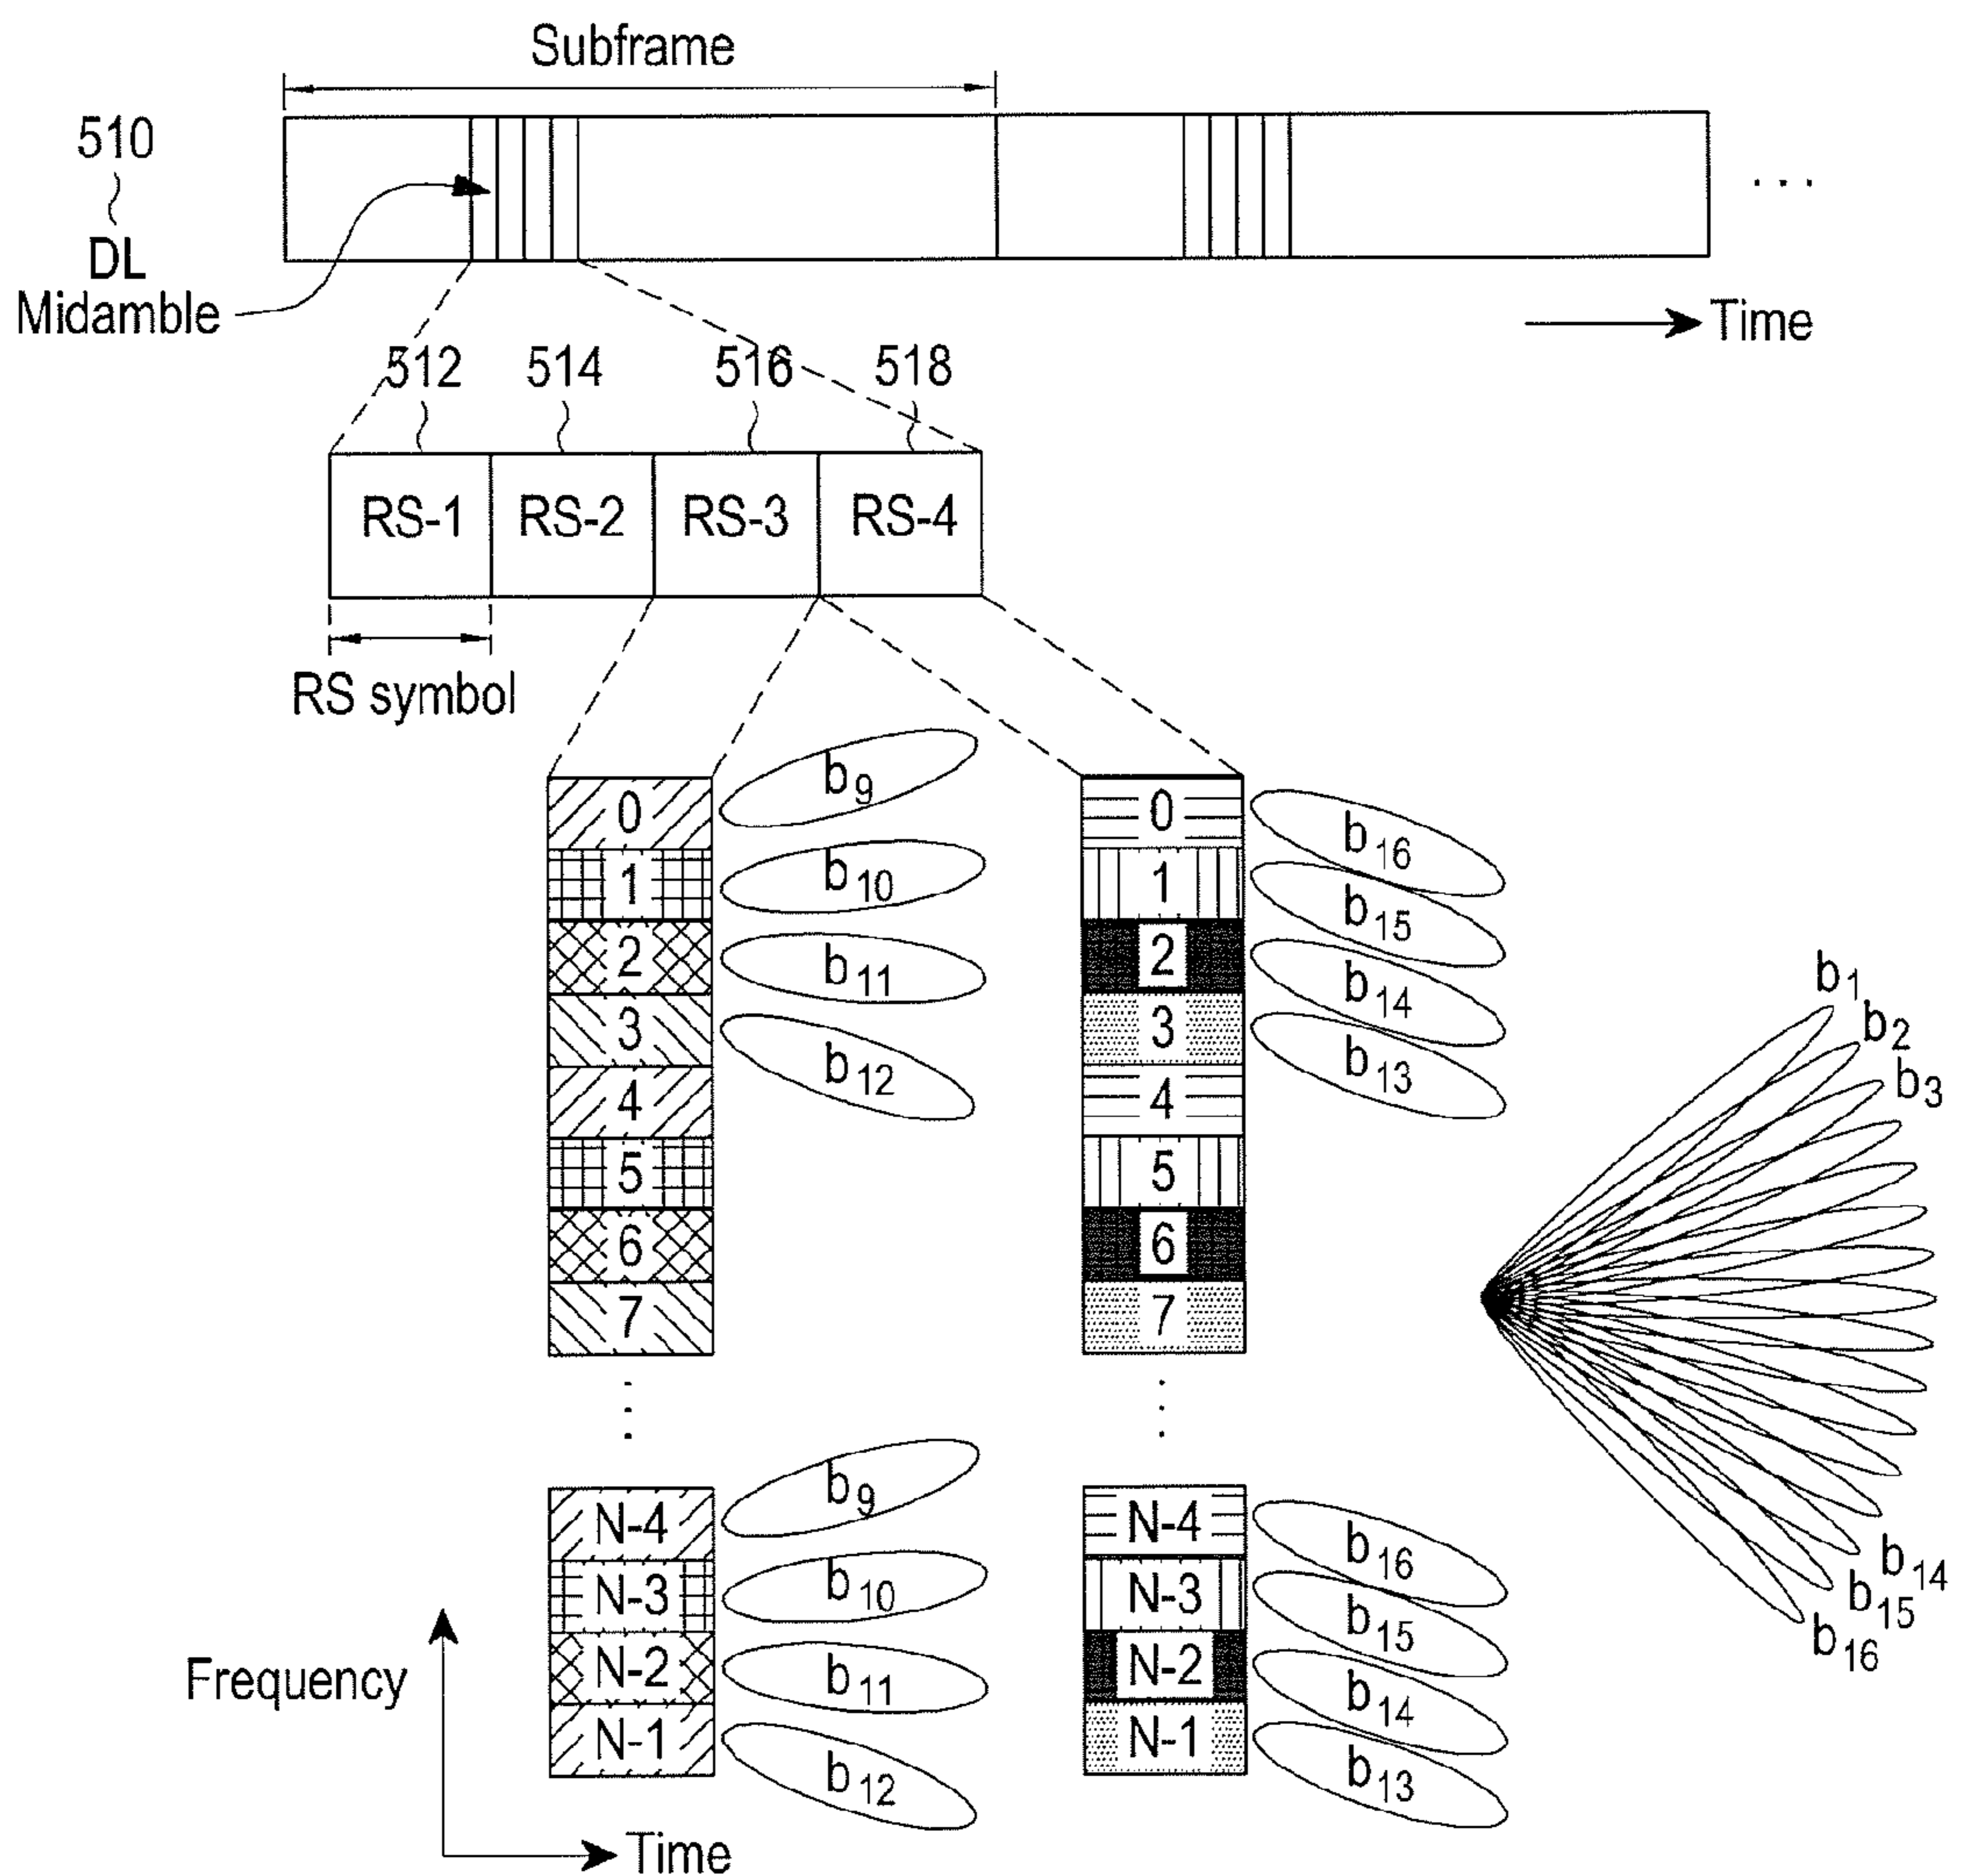 Subframe
510
DL
Midamble
...
Time
512 514 516 518
RS-1 RS-2 RS-3 RS-4
RS symbol
0 b9
1 b10
2 b11
3 b12
4
5
6
7
N-4 b9
N-3 b10
N-2 b11
N-1 b12
0 b16
1 b15
2 b14
3 b13
4
5
6
7
N-4 b16
N-3 b15
N-2 b14
N-1 b13
b1
b2
b3
b14
b15
b16
Frequency
Time